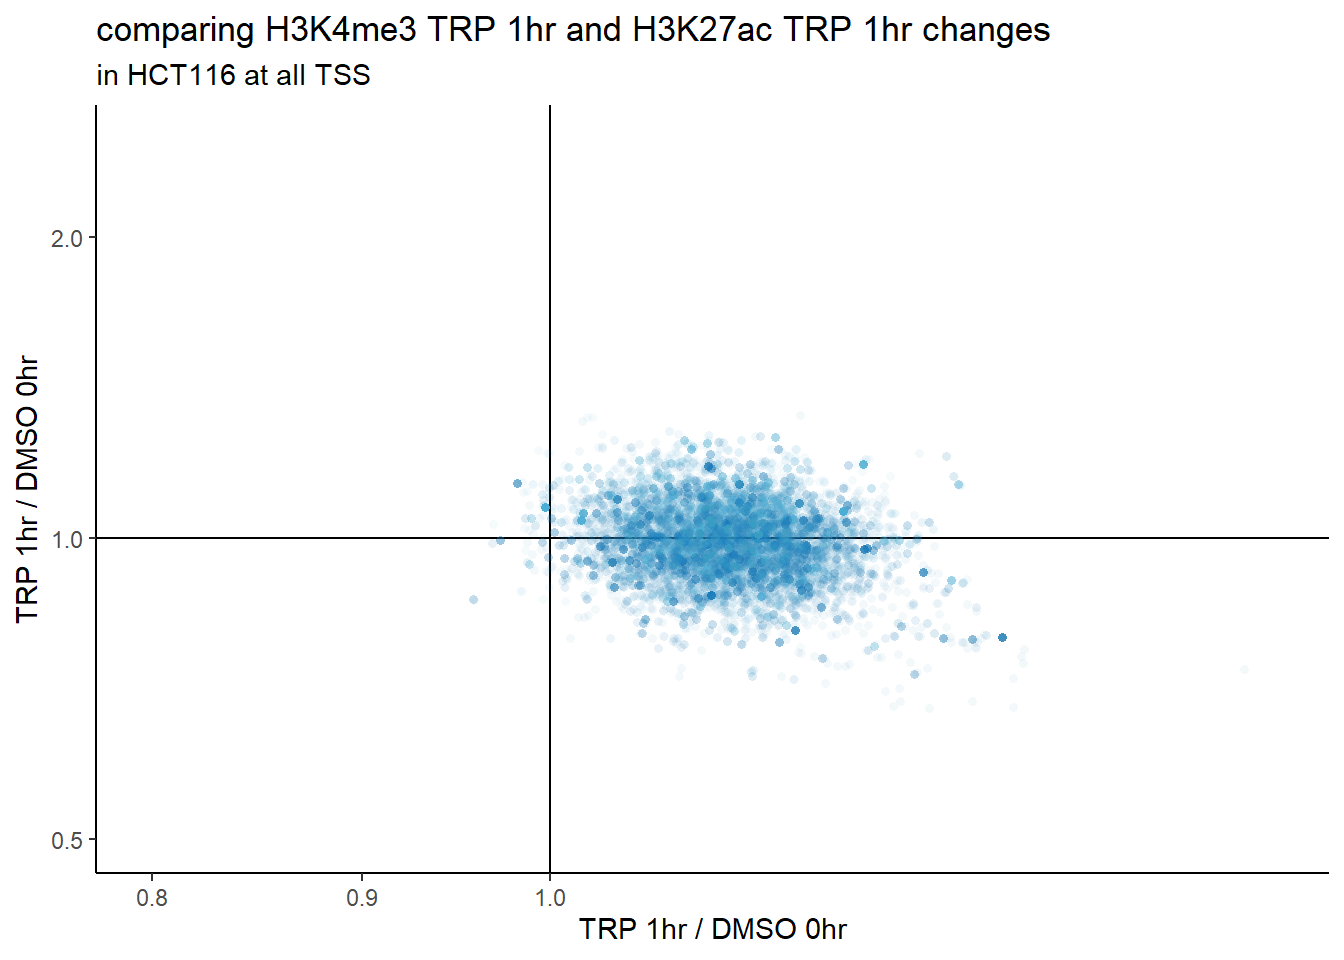 comparing H3K4me3 TRP 1hr and H3K27ac TRP 1hr changes
in HCT116 at all TSS
TRP 1hr / DMSO 0hr
2.0
1.0
0.5
0.8 0.9 1.0
TRP 1hr / DMSO 0hr